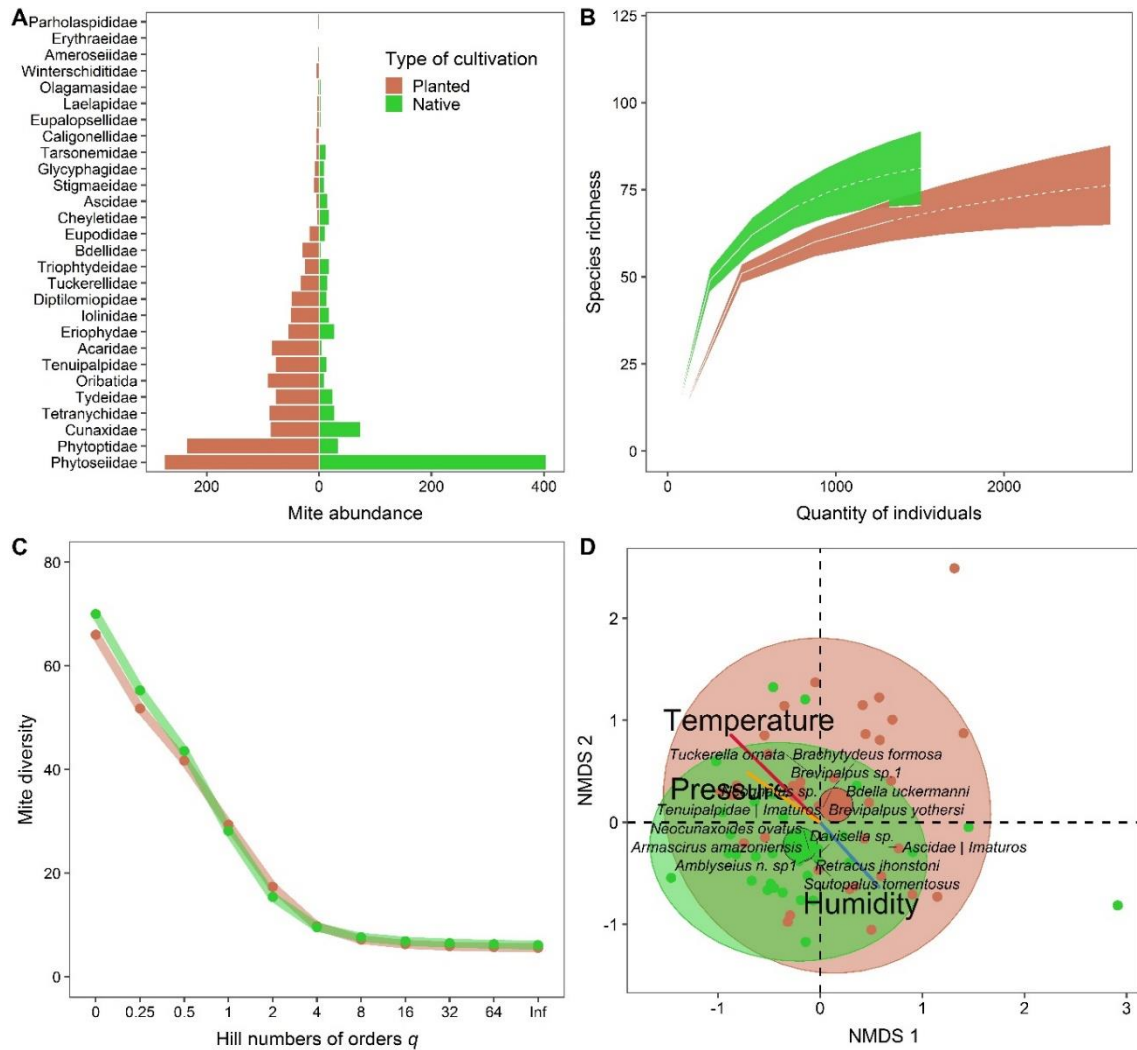 A
Parholaspididae
Erythraeidae
Ameroseiidae
Winterschiditidae
Olagamasidae
Laelapidae
Eupalopsellidae
Caligonellidae
Tarsonemidae
Glycyphagidae
Stigmaeidae
Ascidae
Cheyletidae
Eupodidae
Bdellidae
Triophtydeidae
Tuckerellidae
Diptilomiopidae
Iolinidae
Eriophydae
Acaridae
Tenuipalpidae
Oribatida
Tydeidae
Tetranychidae
Cunaxidae
Phytoptidae
Phytoseiidae
Type of cultivation
Planted
Native
200 0 200 400
Mite abundance
B
125
100
75
50
25
0
Species richness
0 1000 2000
Quantity of individuals
C
80
60
40
20
0
Mite diversity
0 0.25 0.5 1 2 4 8 16 32 64 Inf
Hill numbers of orders q
D
2
1
0
-1
NMDS 2
Temperature
Tuckerella ornata Brachytydeus formosa
Brevipalpus sp.1
Pressure sp. Bdella uckermanni
Tenuipalpidae | Imaturos Brevipalpus yothersi
Neocunaxoides ovatus Davisella sp.
Armascirus amazoniensis Ascidae | Imaturos
Amblyseius n. sp1 Retracus jhonstoni
Scutopalus tomentosus
Humidity
-1 0 1 2 3
NMDS 1